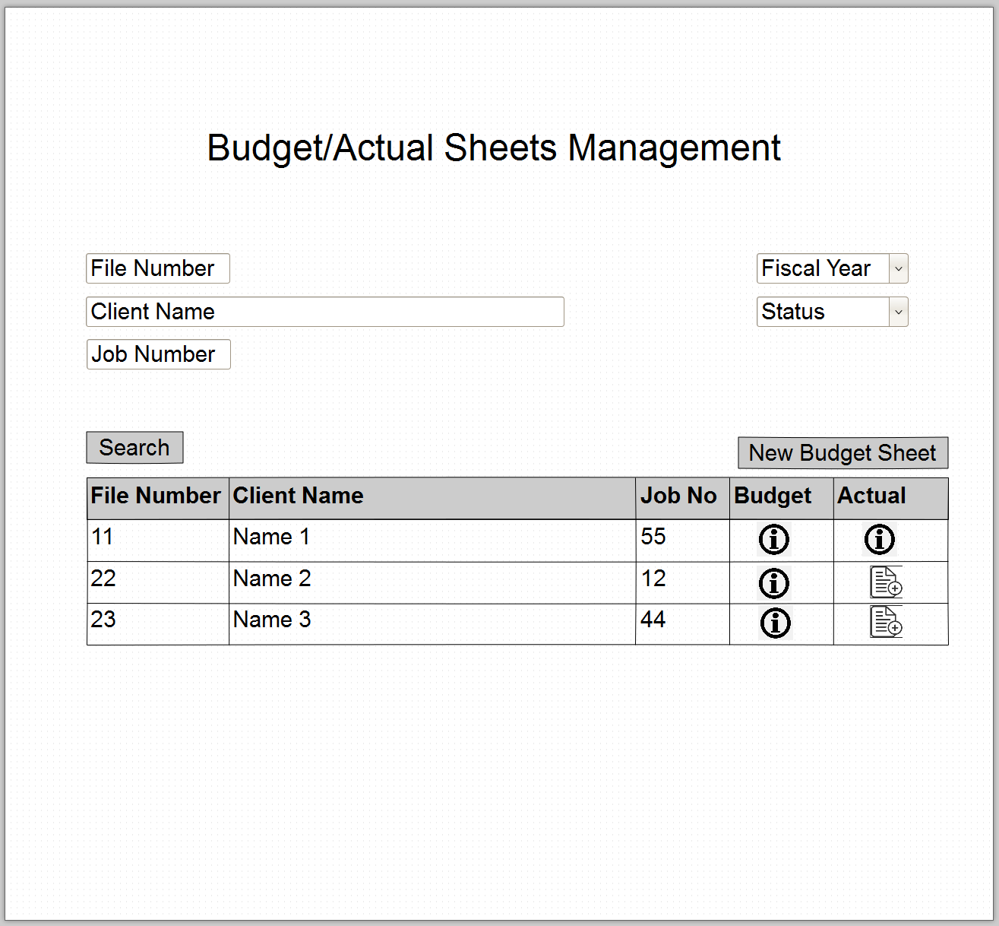 Budget/Actual Sheets Management
File Number
Fiscal Year
Client Name
Status
Job Number
Search
New Budget Sheet
File Number Client Name Job No Budget Actual
11 Name 1 55
22 Name 2 12
23 Name 3 44